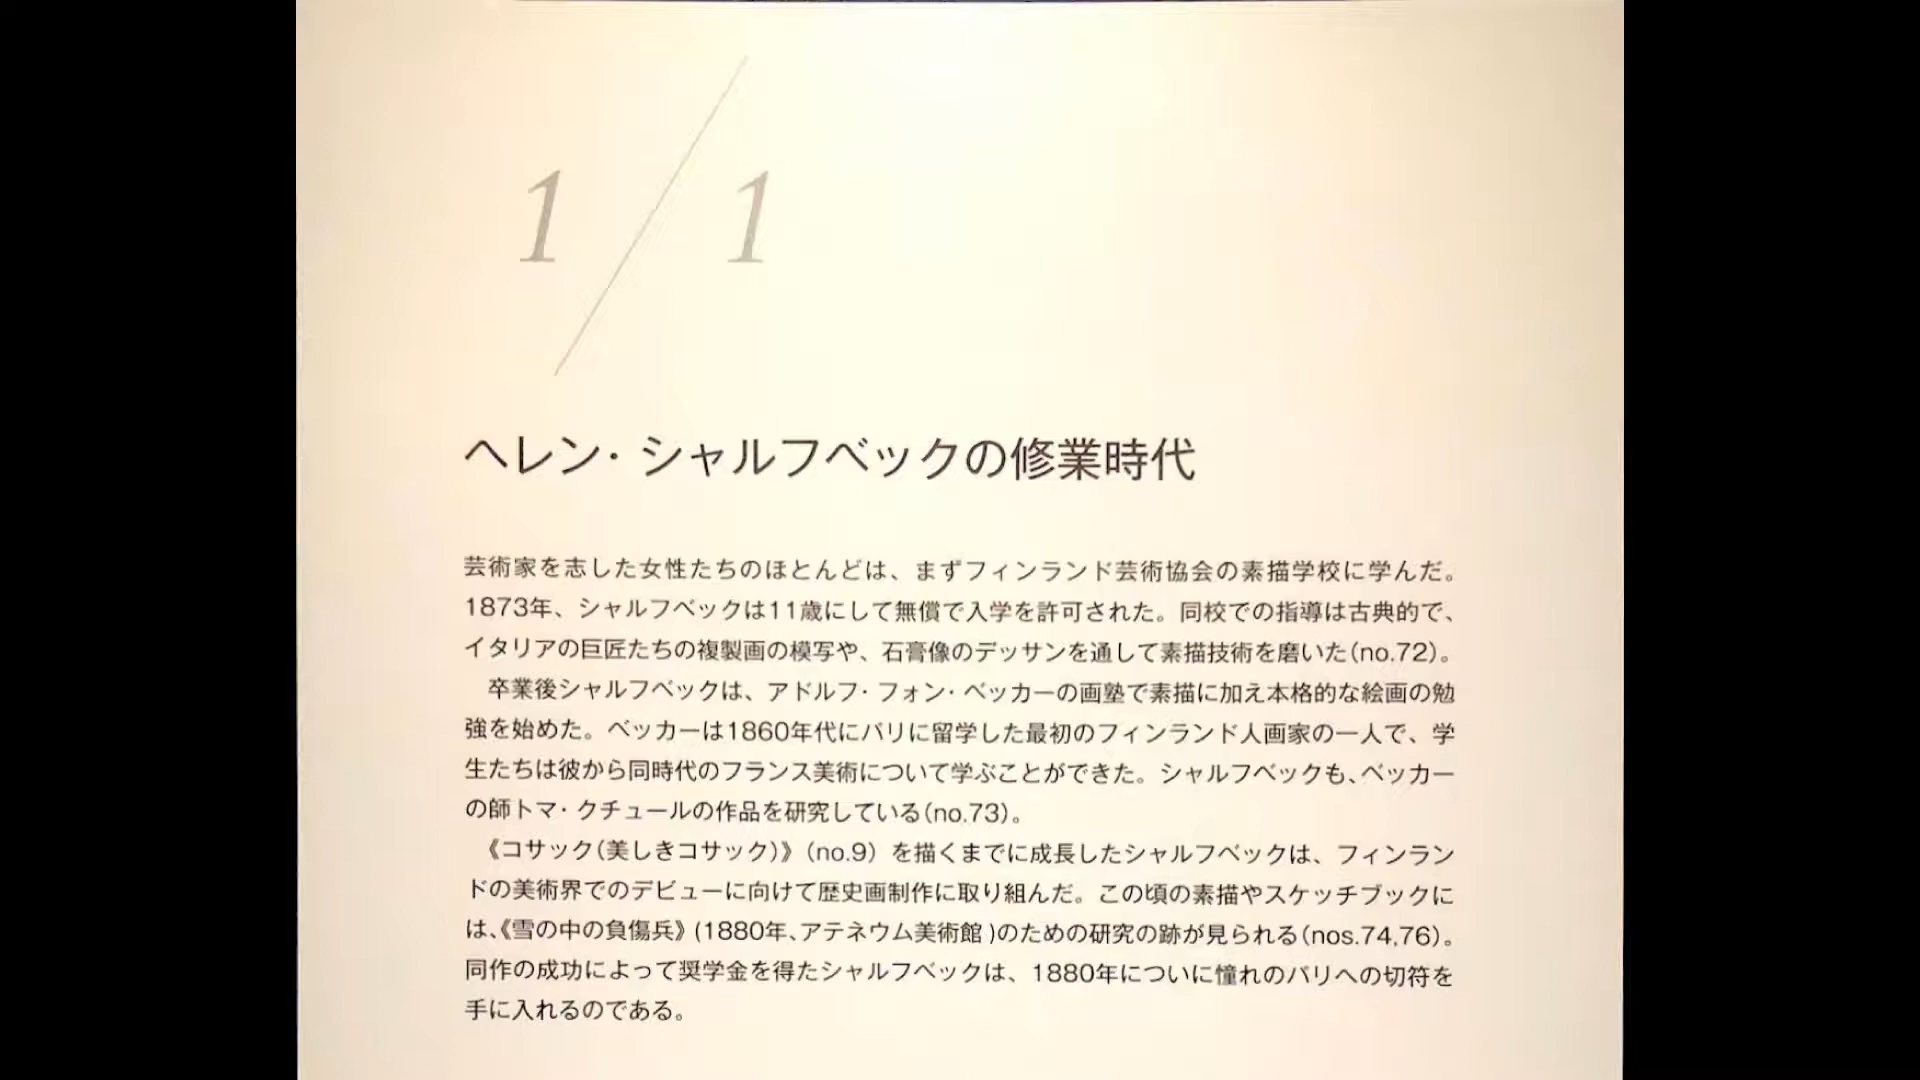 1/1
ヘレン・シャルフベックの修業時代
芸術家を志した女性たちのほとんどは、まずフィンランド芸術協会の素描学校に学んだ。
1873年、シャルフベックは11歳にして無償で入学を許可された。同校での指導は古典的で、
イタリアの巨匠たちの複製画の模写や、石膏像のデッサンを通して素描技術を磨いた(no.72)。
卒業後シャルフベックは、アドルフ・フォン・ベッカーの画塾で素描に加え本格的な絵画の勉
強を始めた。ベッカーは1860年代にパリに留学した最初のフィンランド人画家の一人で、学
生たちは彼から同時代のフランス美術について学ぶことができた。シャルフベックも、ベッカー
の師トマ・クチュールの作品を研究している(no.73)。
《コサック(美しきコサック)》(no.9)を描くまでに成長したシャルフベックは、フィンラン
ドの美術界でのデビューに向けて歴史画制作に取り組んだ。この頃の素描やスケッチブックに
は、《雪の中の負傷兵》(1880年、アテネウム美術館)のための研究の跡が見られる(nos.74,76)。
同作の成功によって奨学金を得たシャルフベックは、1880年についに憧れのパリへの切符を
手に入れるのである。